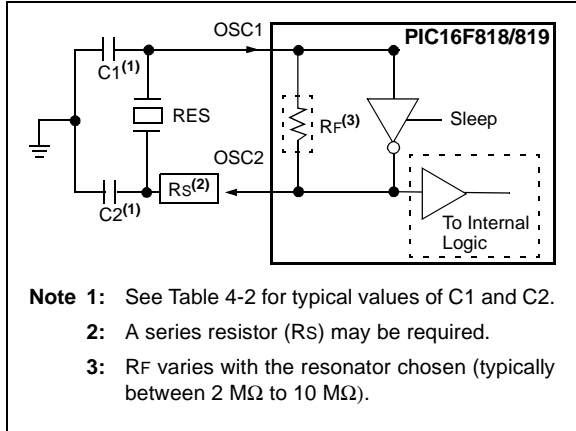 OSC1
PIC16F818/819
C1(1)
RES
RF(3)
Sleep
OSC2
RS(2)
C2(1)
To Internal
Logic
Note 1: See Table 4-2 for typical values of C1 and C2.
2: A series resistor (RS) may be required.
3: RF varies with the resonator chosen (typically
between 2 MΩ to 10 MΩ).